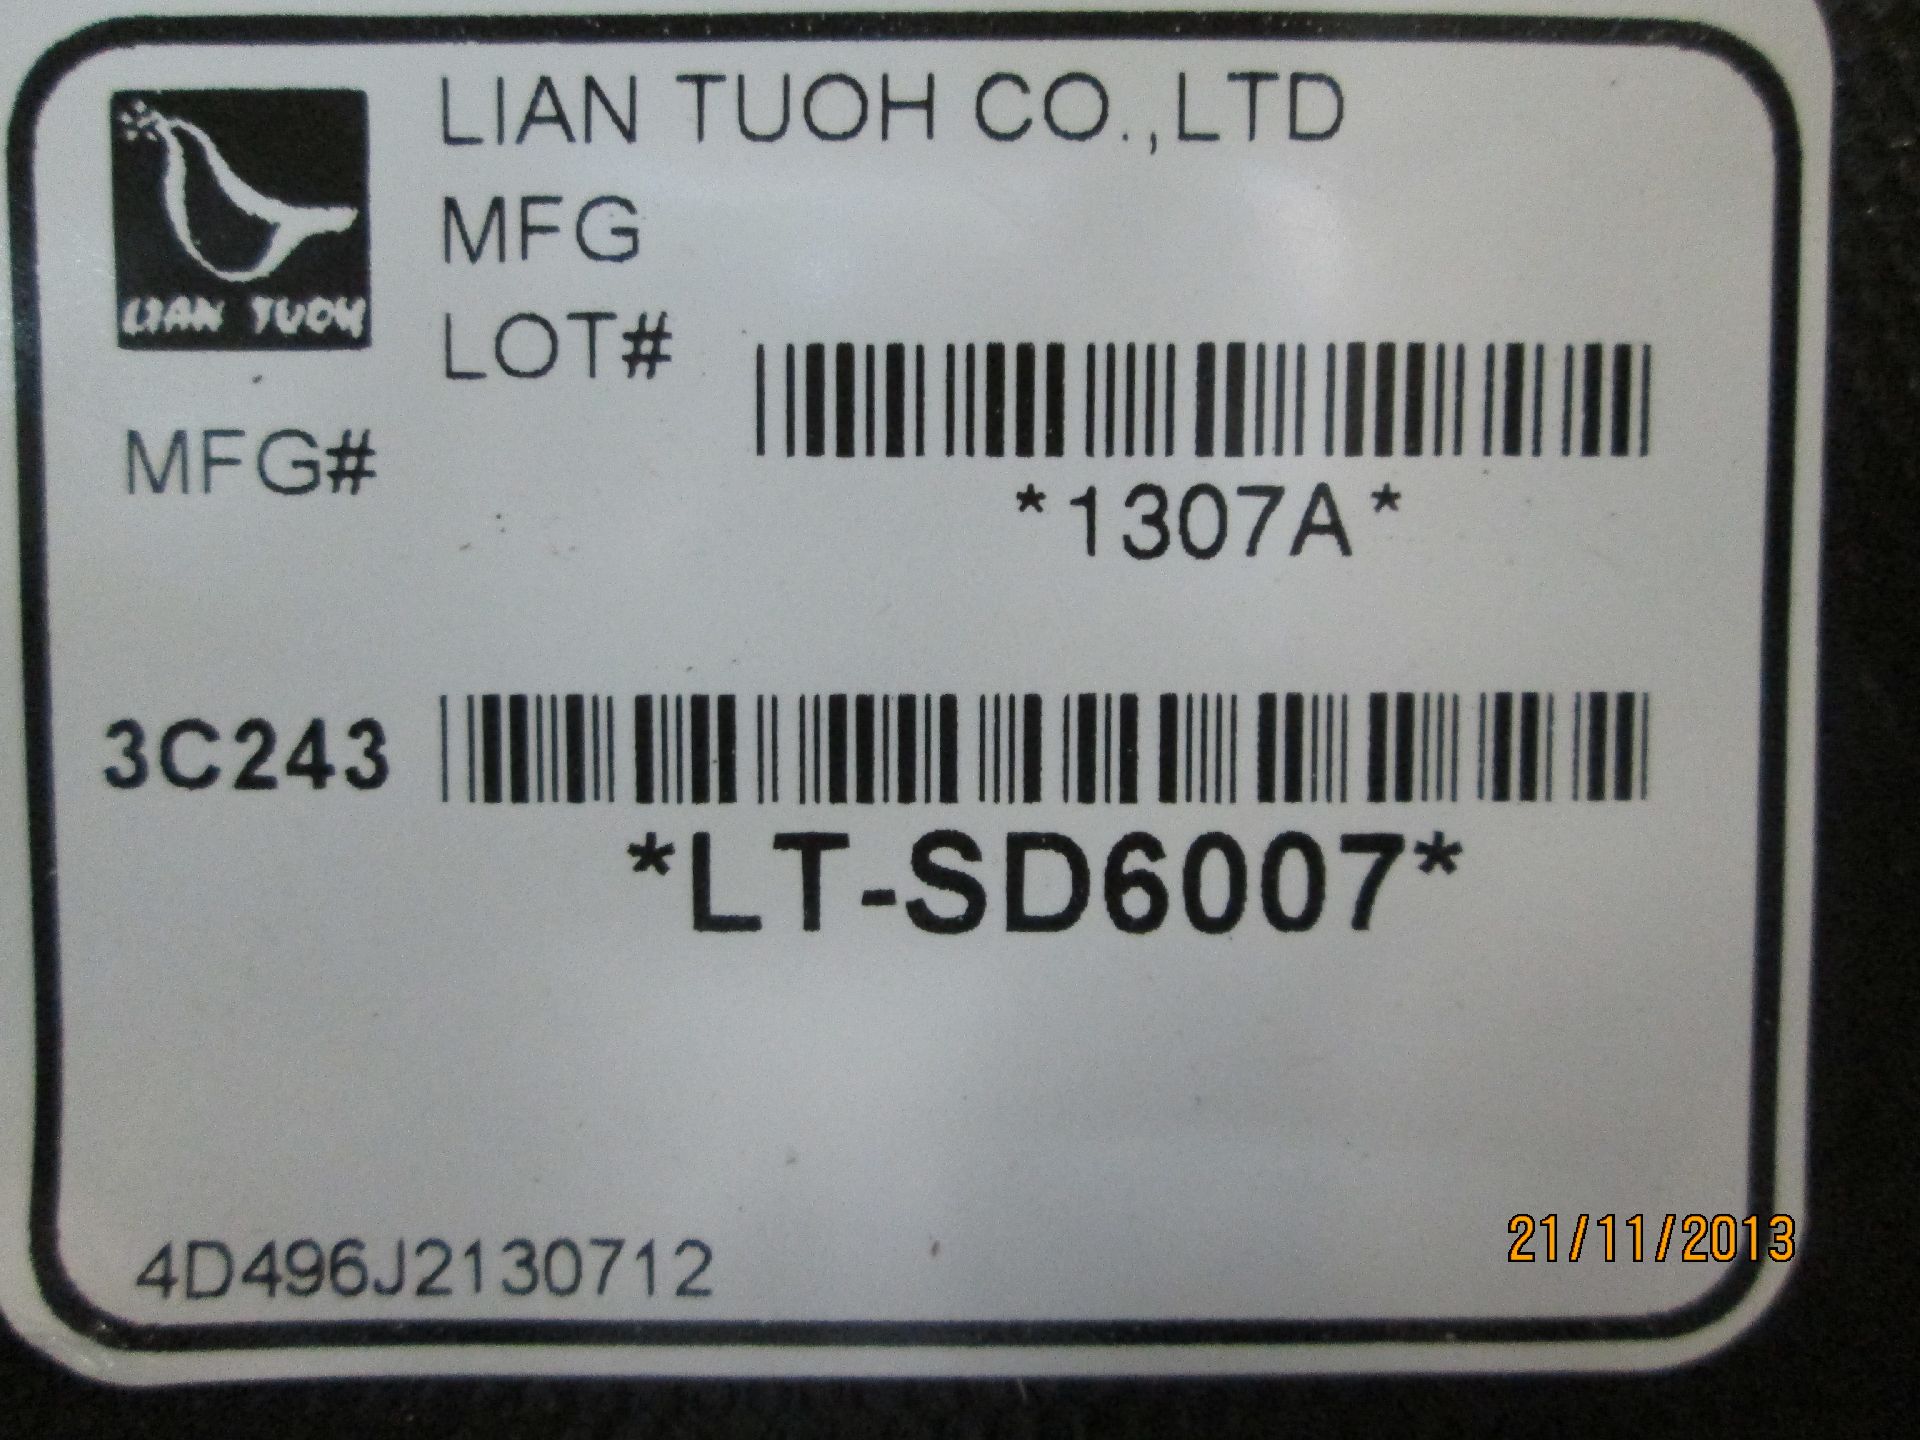 LIAN TUOH CO.,LTD
MFG
LIAN TUOH
LOT#
MFG#
*1307A*
3C243
*LT-SD6007*
21/11/2013
4D496J2130712